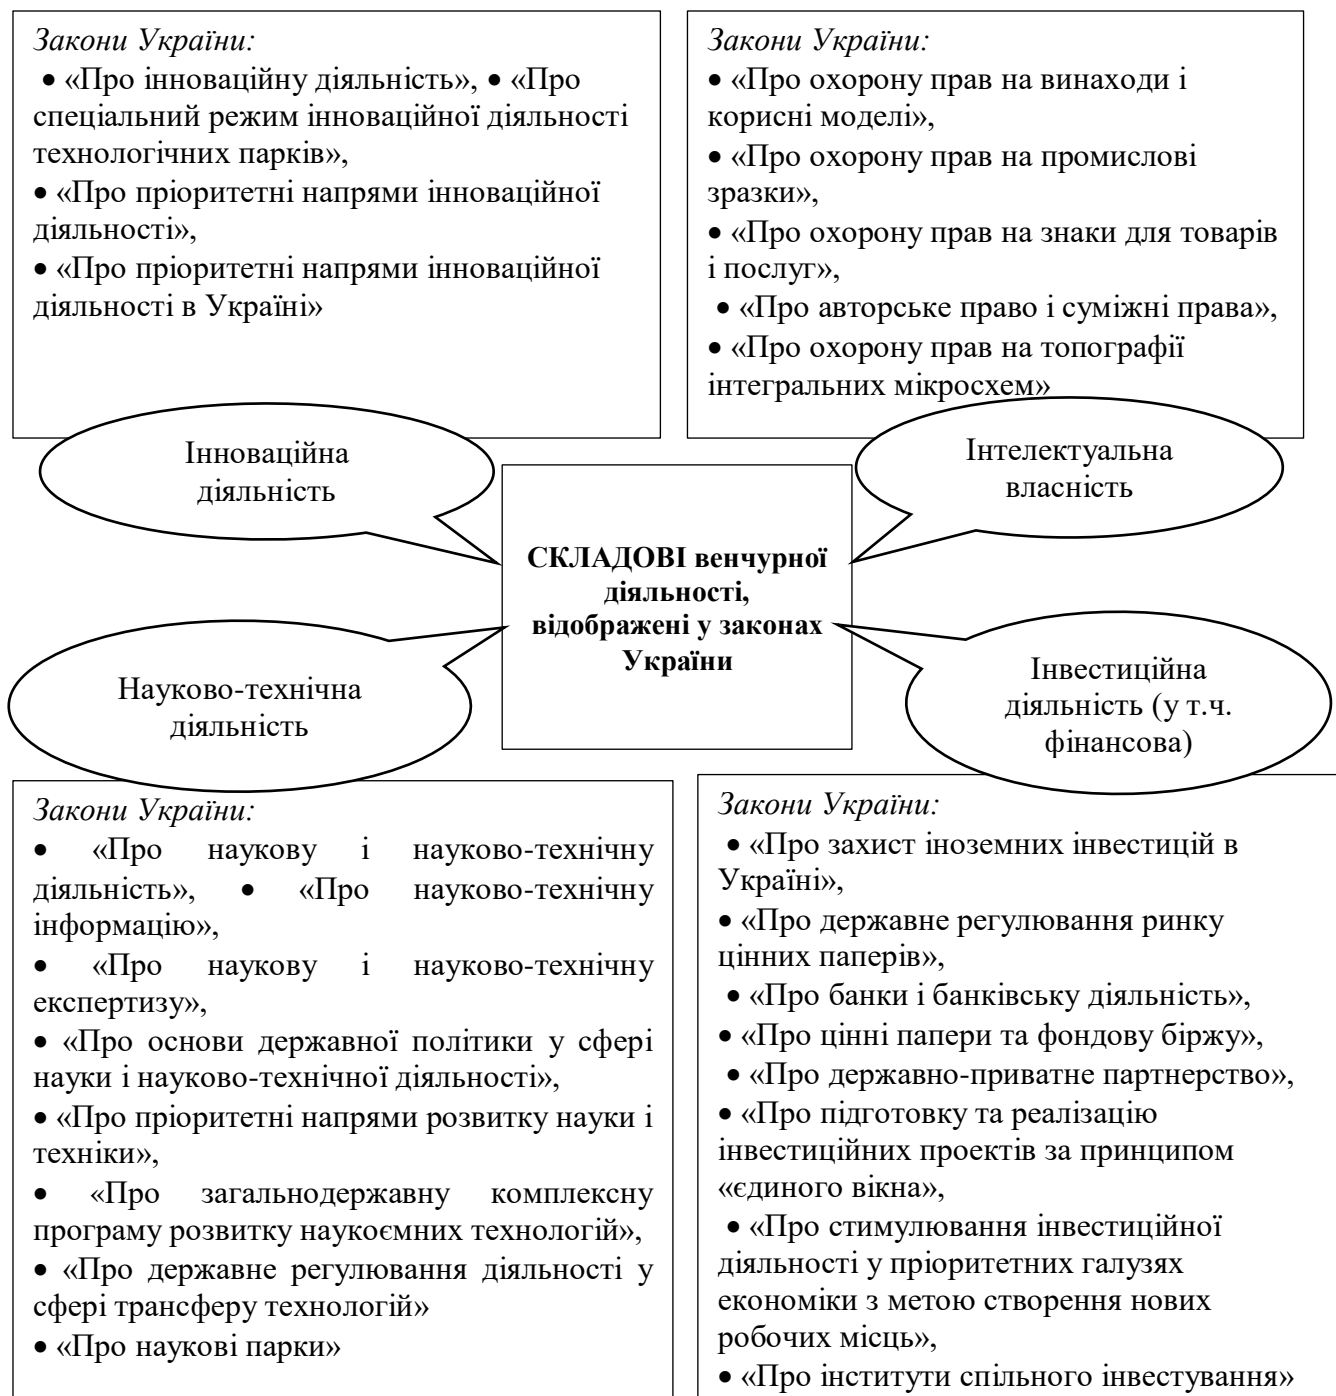 Закони України:
• «Про інноваційну діяльність», • «Про
спеціальний режим інноваційної діяльності
технологічних парків»,
• «Про пріоритетні напрями інноваційної
діяльності»,
• «Про пріоритетні напрями інноваційної
діяльності в Україні»
Закони України:
• «Про охорону прав на винаходи і
корисні моделі»,
• «Про охорону прав на промислові
зразки»,
• «Про охорону прав на знаки для товарів
і послуг»,
• «Про авторське право і суміжні права»,
• «Про охорону прав на топографії
інтегральних мікросхем»
Інноваційна
діяльність
Інтелектуальна
власність
СКЛАДОВІ венчурної
діяльності,
відображені у законах
України
Науково-технічна
діяльність
Інвестиційна
діяльність (у т.ч.
фінансова)
Закони України:
• «Про наукову і науково-технічну
діяльність», • «Про науково-технічну
інформацію»,
• «Про наукову і науково-технічну
експертизу»,
• «Про основи державної політики у сфері
науки і науково-технічної діяльності»,
• «Про пріоритетні напрями розвитку науки і
техніки»,
• «Про загальнодержавну комплексну
програму розвитку наукоємних технологій»,
• «Про державне регулювання діяльності у
сфері трансферу технологій»
• «Про наукові парки»
Закони України:
• «Про захист іноземних інвестицій в
Україні»,
• «Про державне регулювання ринку
цінних паперів»,
• «Про банки і банківську діяльність»,
• «Про цінні папери та фондову біржу»,
• «Про державно-приватне партнерство»,
• «Про підготовку та реалізацію
інвестиційних проектів за принципом
«єдиного вікна»,
• «Про стимулювання інвестиційної
діяльності у пріоритетних галузях
економіки з метою створення нових
робочих місць»,
• «Про інститути спільного інвестування»